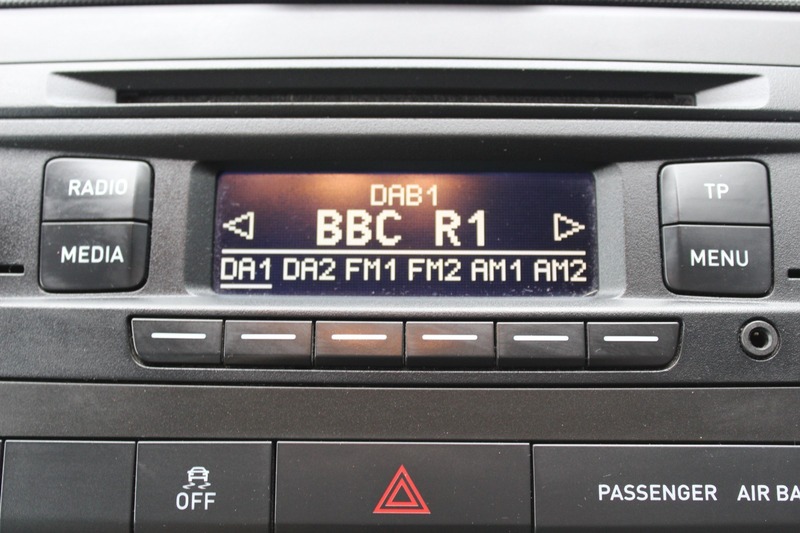 RADIO
MEDIA
DAB1
BBC R1
DA1 DA2 FM1 FM2 AM1 AM2
TP
MENU
OFF
PASSENGER AIR BA